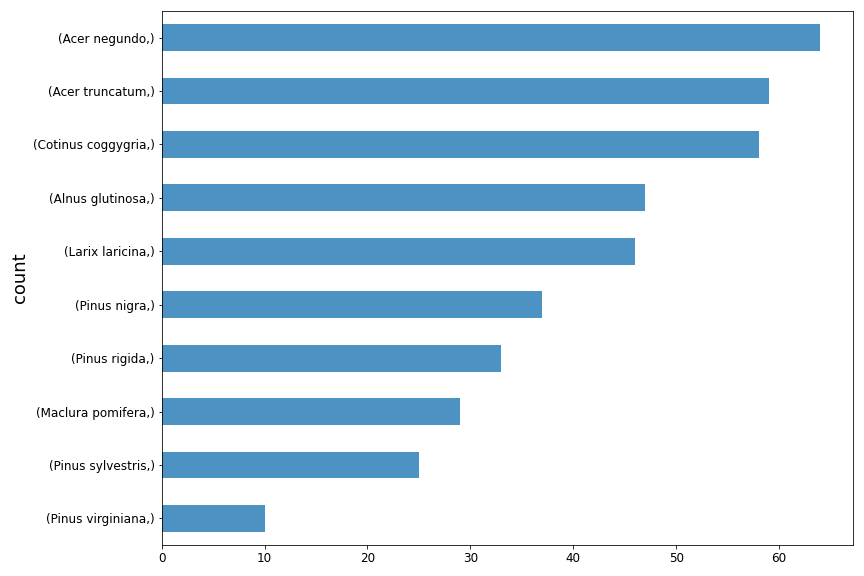 (Acer negundo,)
(Acer truncatum,)
(Cotinus coggygria,)
(Alnus glutinosa,)
(Larix laricina,)
count
(Pinus nigra,)
(Pinus rigida,)
(Maclura pomifera,)
(Pinus sylvestris,)
(Pinus virginiana,)
0 10 20 30 40 50 60